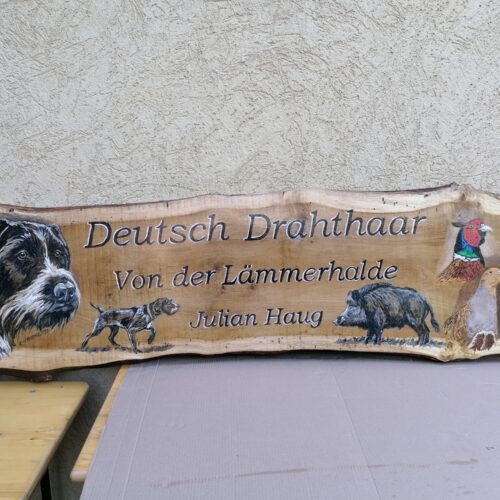 Deutsch Drahthaar
Von der Lämmerhalde
Julian Haug